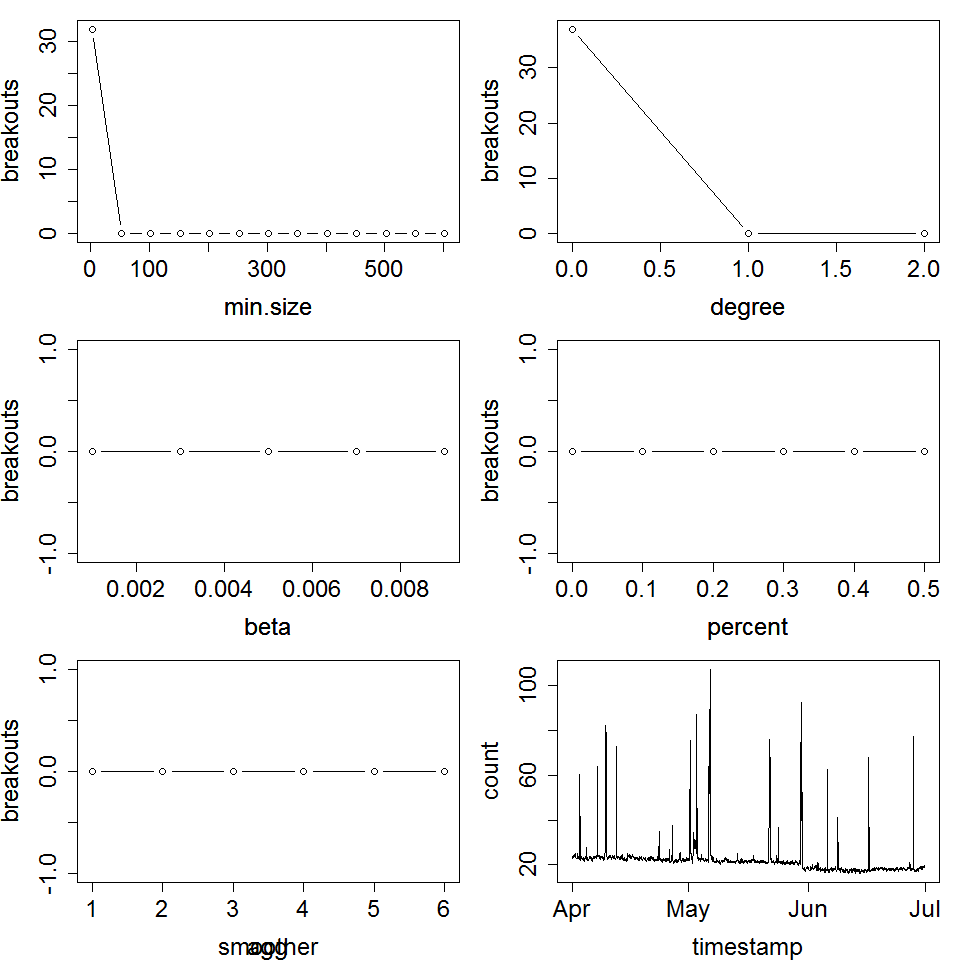 breakouts
0 10 20 30
0 100 300 500
min.size
breakouts
0 10 20 30
0.0 0.5 1.0 1.5 2.0
degree
breakouts
-1.0 0.0 1.0
0.002 0.004 0.006 0.008
beta
breakouts
-1.0 0.0 1.0
0.0 0.1 0.2 0.3 0.4 0.5
percent
breakouts
-1.0 0.0 1.0
1 2 3 4 5 6
smoother
count
20 60 100
Apr May Jun Jul
timestamp